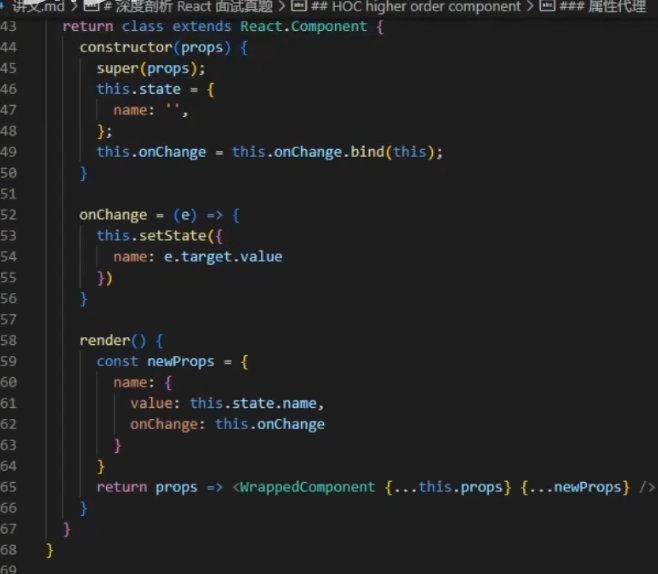 讲义.md > # 深度剖析 React 面试真题 > ## HOC higher order component > ### 属性代理
43 return class extends React.Component {
44 constructor(props) {
45 super(props);
46 this.state = {
47 name: '',
48 };
49 this.onChange = this.onChange.bind(this);
50 }
51
52 onChange = (e) => {
53 this.setState({
54 name: e.target.value
55 })
56 }
57
58 render() {
59 const newProps = {
60 name: {
61 value: this.state.name,
62 onChange: this.onChange
63 }
64 }
65 return props => <WrappedComponent {...this.props} {...newProps} />
66 }
67 }
68 }
69